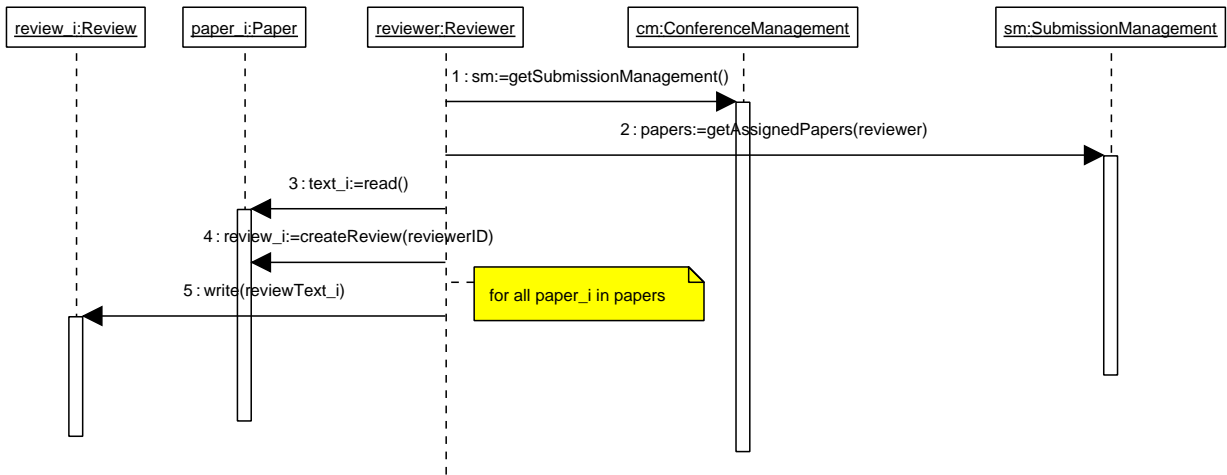 review_i:Review
paper_i:Paper
reviewer:Reviewer
cm:ConferenceManagement
sm:SubmissionManagement
1 : sm:=getSubmissionManagement()
2 : papers:=getAssignedPapers(reviewer)
3 : text_i:=read()
4 : review_i:=createReview(reviewerID)
5 : write(reviewText_i)
for all paper_i in papers